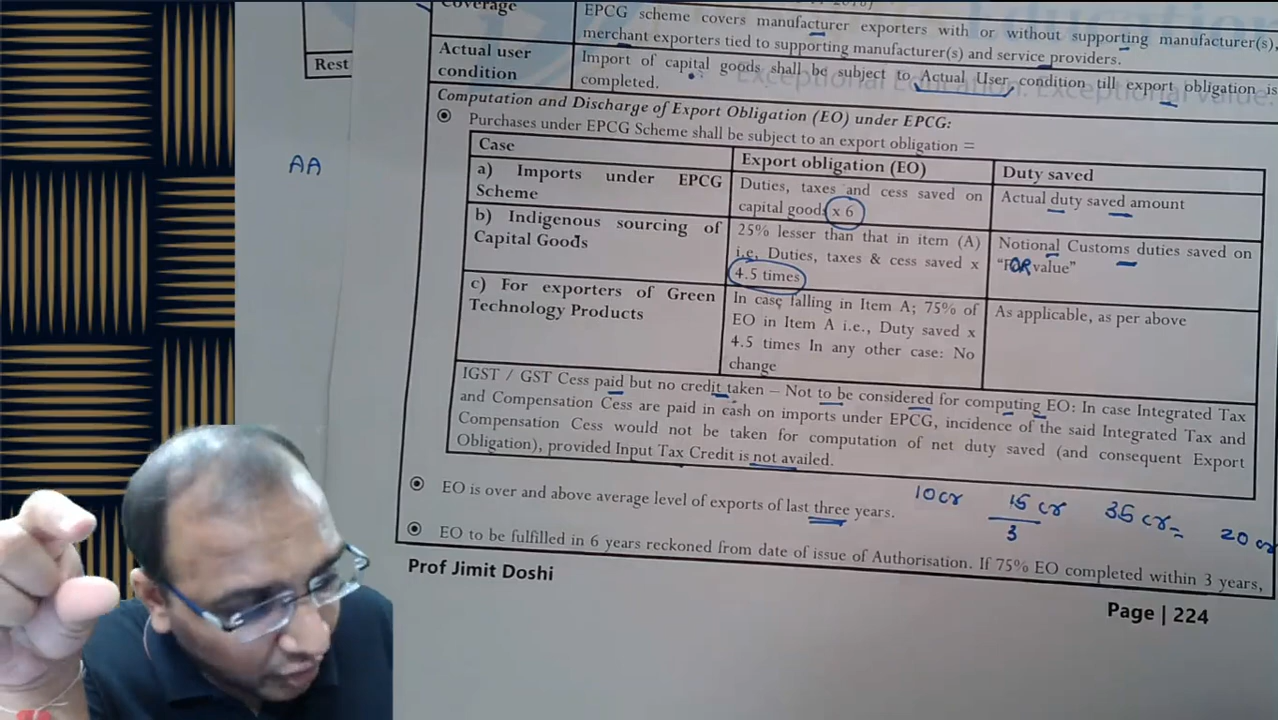 Coverage
EPCG scheme covers manufacturer exporters with or without supporting manufacturer(s),
merchant exporters tied to supporting manufacturer(s) and service providers.
Rest
Actual user
condition
Import of capital goods shall be subject to Actual User condition till export obligation is
completed.
Exceptional Education. Exceptional Value.
Computation and Discharge of Export Obligation (EO) under EPCG:
Purchases under EPCG Scheme shall be subject to an export obligation =
AA
Case
Export obligation (EO)
Duty saved
a) Imports under EPCG
Scheme
Duties, taxes and cess saved on
capital goods x 6
Actual duty saved amount
b) Indigenous sourcing of
Capital Goods
25% lesser than that in item (A)
i.e, Duties, taxes & cess saved x
4.5 times
Notional Customs duties saved on
"FOR value"
c) For exporters of Green
Technology Products
In case falling in Item A; 75% of
EO in Item A i.e., Duty saved x
4.5 times In any other case: No
change
As applicable, as per above
IGST / GST Cess paid but no credit taken – Not to be considered for computing EO: In case Integrated Tax
and Compensation Cess are paid in cash on imports under EPCG, incidence of the said Integrated Tax and
Compensation Cess would not be taken for computation of net duty saved (and consequent Export
Obligation), provided Input Tax Credit is not availed.
EO is over and above average level of exports of last three years.
10cr 15 cr 35 cr= 20 cr
3
EO to be fulfilled in 6 years reckoned from date of issue of Authorisation. If 75% EO completed within 3 years,
Prof Jimit Doshi
Page | 224